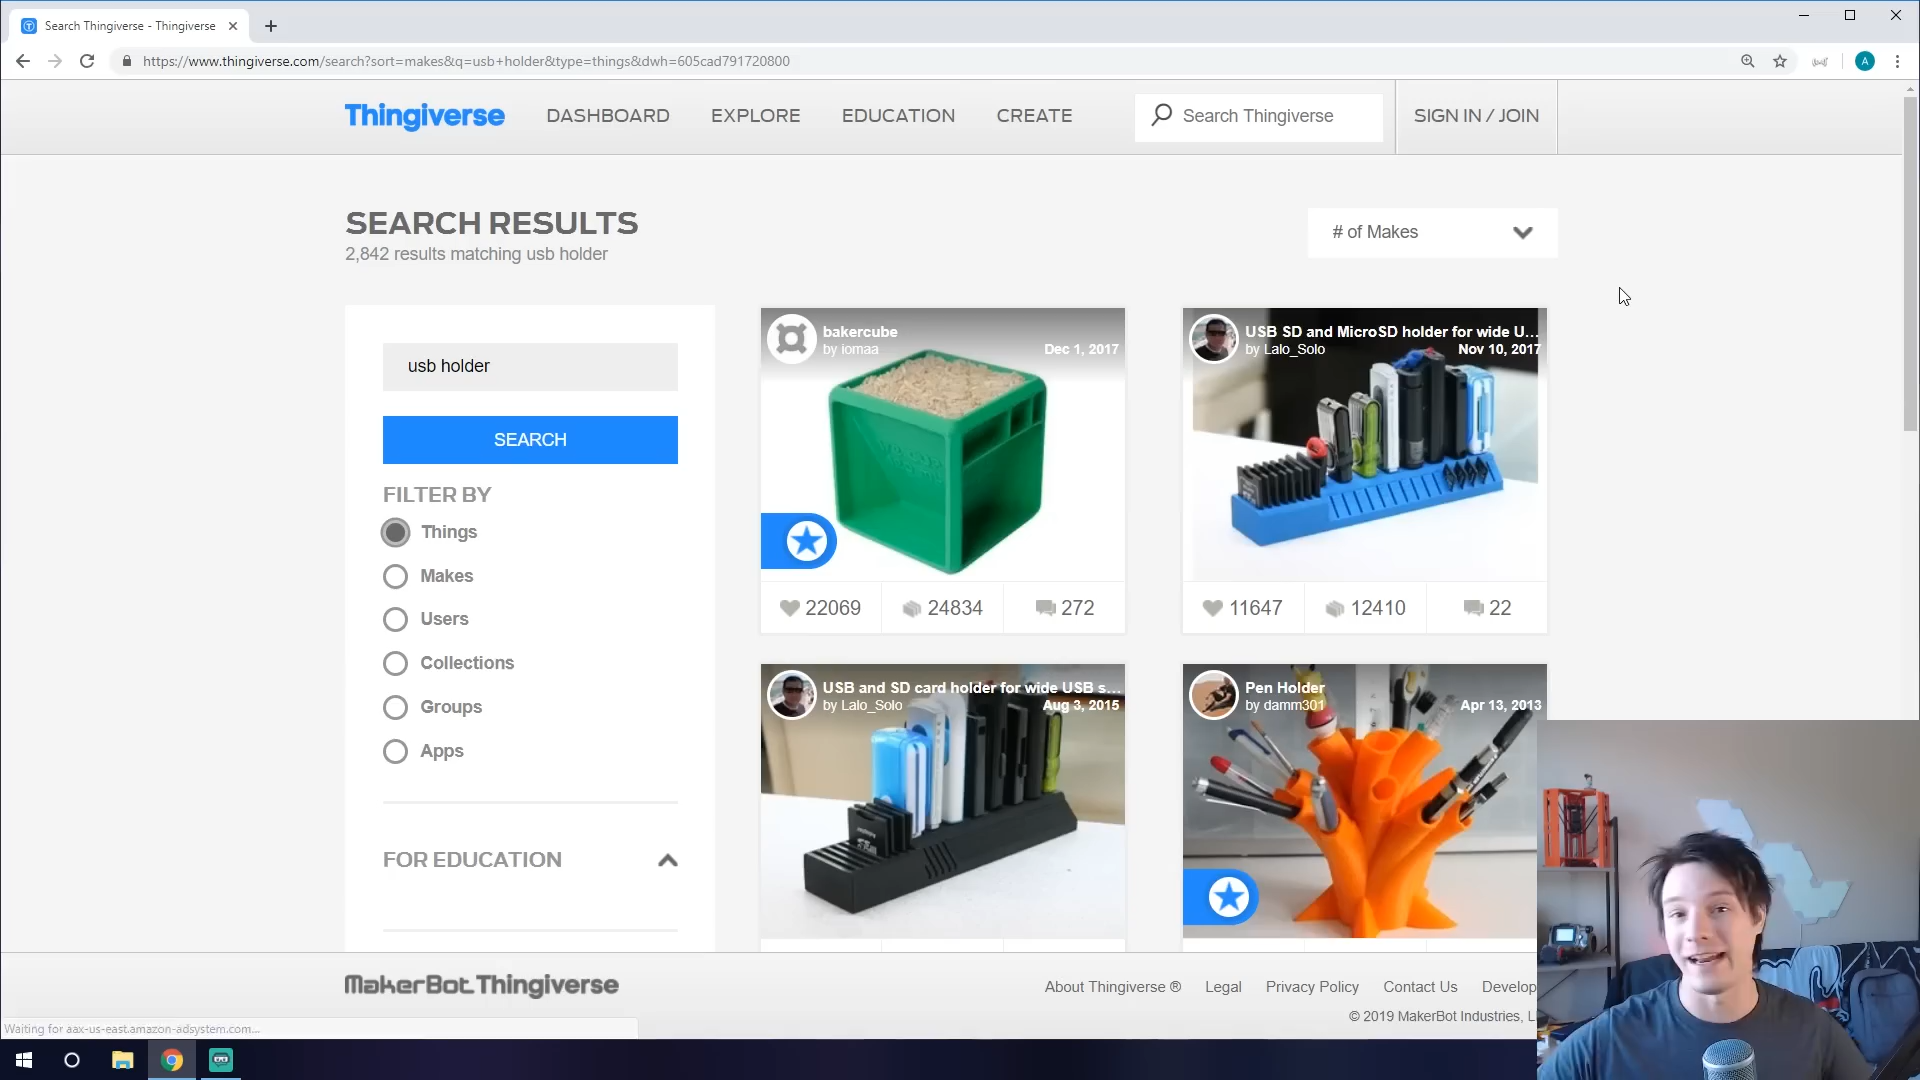 Search Thingiverse - Thingiverse
https://www.thingiverse.com/search?sort=makes&q=usb+holder&type=things&dwh=605cad791720800
A
Thingiverse
DASHBOARD
EXPLORE
EDUCATION
CREATE
Search Thingiverse
SIGN IN / JOIN
SEARCH RESULTS
2,842 results matching usb holder
# of Makes
usb holder
SEARCH
FILTER BY
Things
Makes
Users
Collections
Groups
Apps
FOR EDUCATION
bakercube
by iomaa
Dec 1, 2017
22069
24834
272
USB SD and MicroSD holder for wide U...
by Lalo_Solo
Nov 10, 2017
11647
12410
22
USB and SD card holder for wide USB s...
by Lalo_Solo
Aug 3, 2015
Pen Holder
by damm301
Apr 13, 2013
MakerBot Thingiverse
About Thingiverse ®
Legal
Privacy Policy
Contact Us
Develop
© 2019 MakerBot Industries, L
Waiting for aax-us-east.amazon-adsystem.com...